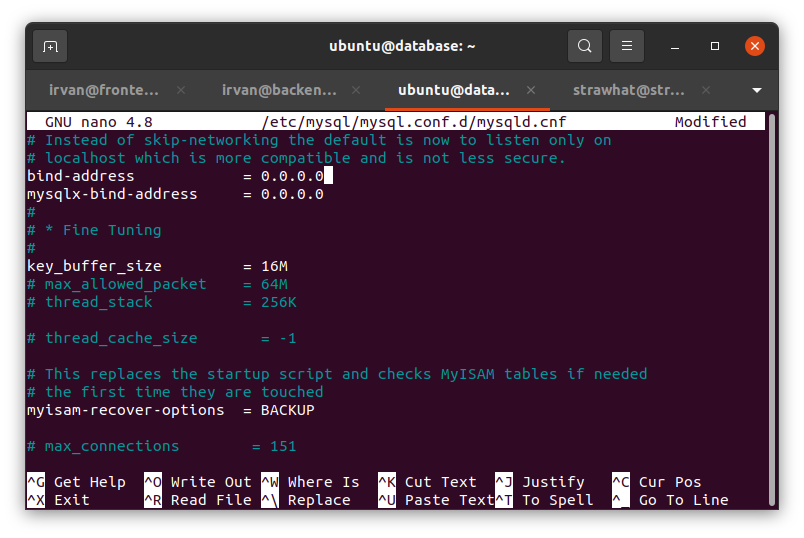 ubuntu@database: ~
irvan@fronte... × irvan@backen... × ubuntu@data... × strawhat@str... ×
GNU nano 4.8 /etc/mysql/mysql.conf.d/mysqld.cnf Modified
# Instead of skip-networking the default is now to listen only on
# localhost which is more compatible and is not less secure.
bind-address = 0.0.0.0
mysqlx-bind-address = 0.0.0.0
#
# * Fine Tuning
#
key_buffer_size = 16M
# max_allowed_packet = 64M
# thread_stack = 256K
# thread_cache_size = -1
# This replaces the startup script and checks MyISAM tables if needed
# the first time they are touched
myisam-recover-options = BACKUP
# max_connections = 151
^G Get Help ^O Write Out ^W Where Is ^K Cut Text ^J Justify ^C Cur Pos
^X Exit ^R Read File ^\ Replace ^U Paste Text ^T To Spell ^_ Go To Line